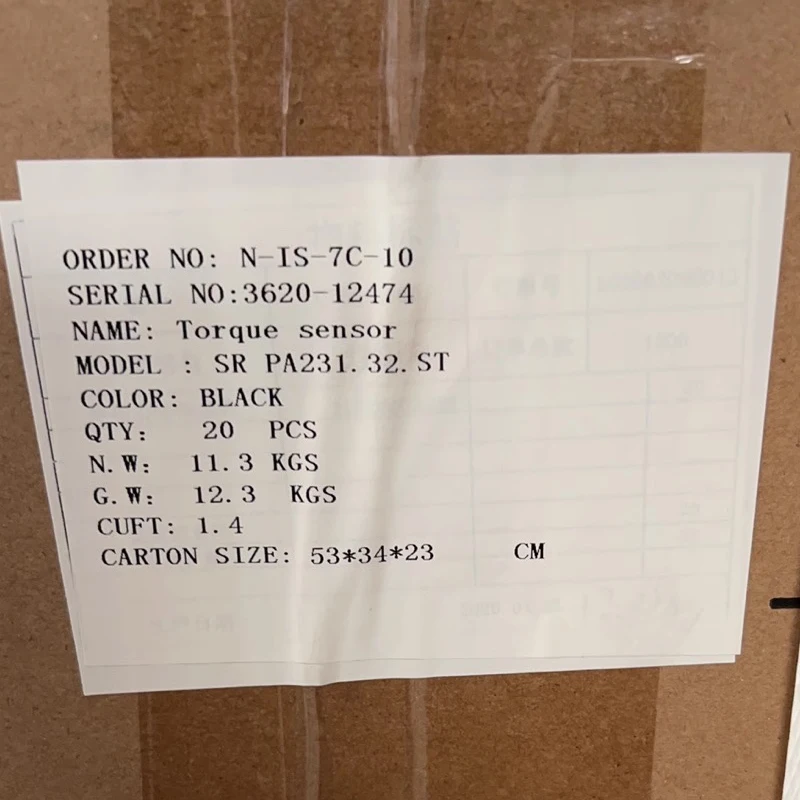 ORDER NO: N-IS-7C-10
SERIAL NO:3620-12474
NAME: Torque sensor
MODEL : SR PA231.32.ST
COLOR: BLACK
QTY: 20 PCS
N.W: 11.3 KGS
G.W: 12.3 KGS
CUFT: 1.4
CARTON SIZE: 53*34*23 CM